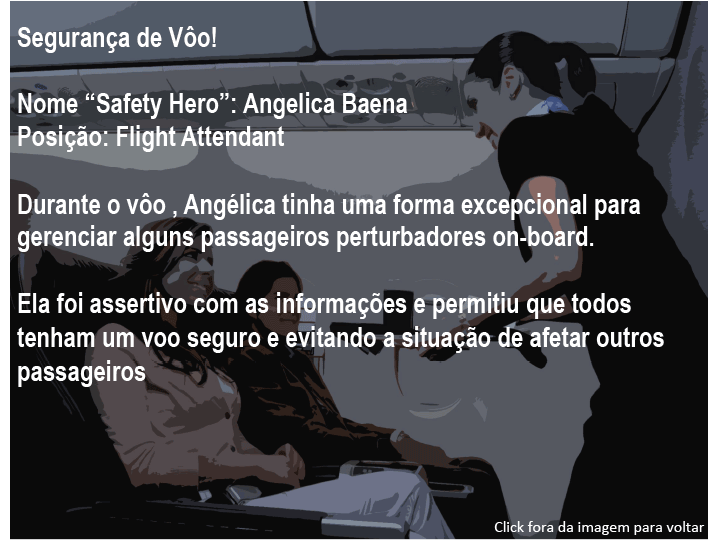 Segurança de Vôo!
Nome “Safety Hero”: Angelica Baena
Posição: Flight Attendant
Durante o vôo , Angélica tinha uma forma excepcional para
gerenciar alguns passageiros perturbadores on-board.
Ela foi assertivo com as informações e permitiu que todos
tenham um voo seguro e evitando a situação de afetar outros
passageiros
Click fora da imagem para voltar